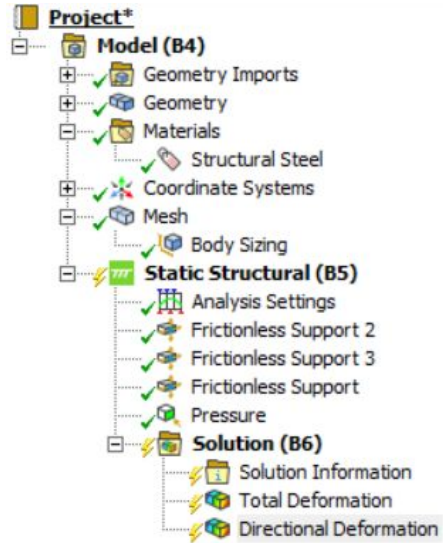 Project*
Model (B4)
Geometry Imports
Geometry
Materials
Structural Steel
Coordinate Systems
Mesh
Body Sizing
Static Structural (B5)
Analysis Settings
Frictionless Support 2
Frictionless Support 3
Frictionless Support
Pressure
Solution (B6)
Solution Information
Total Deformation
Directional Deformation